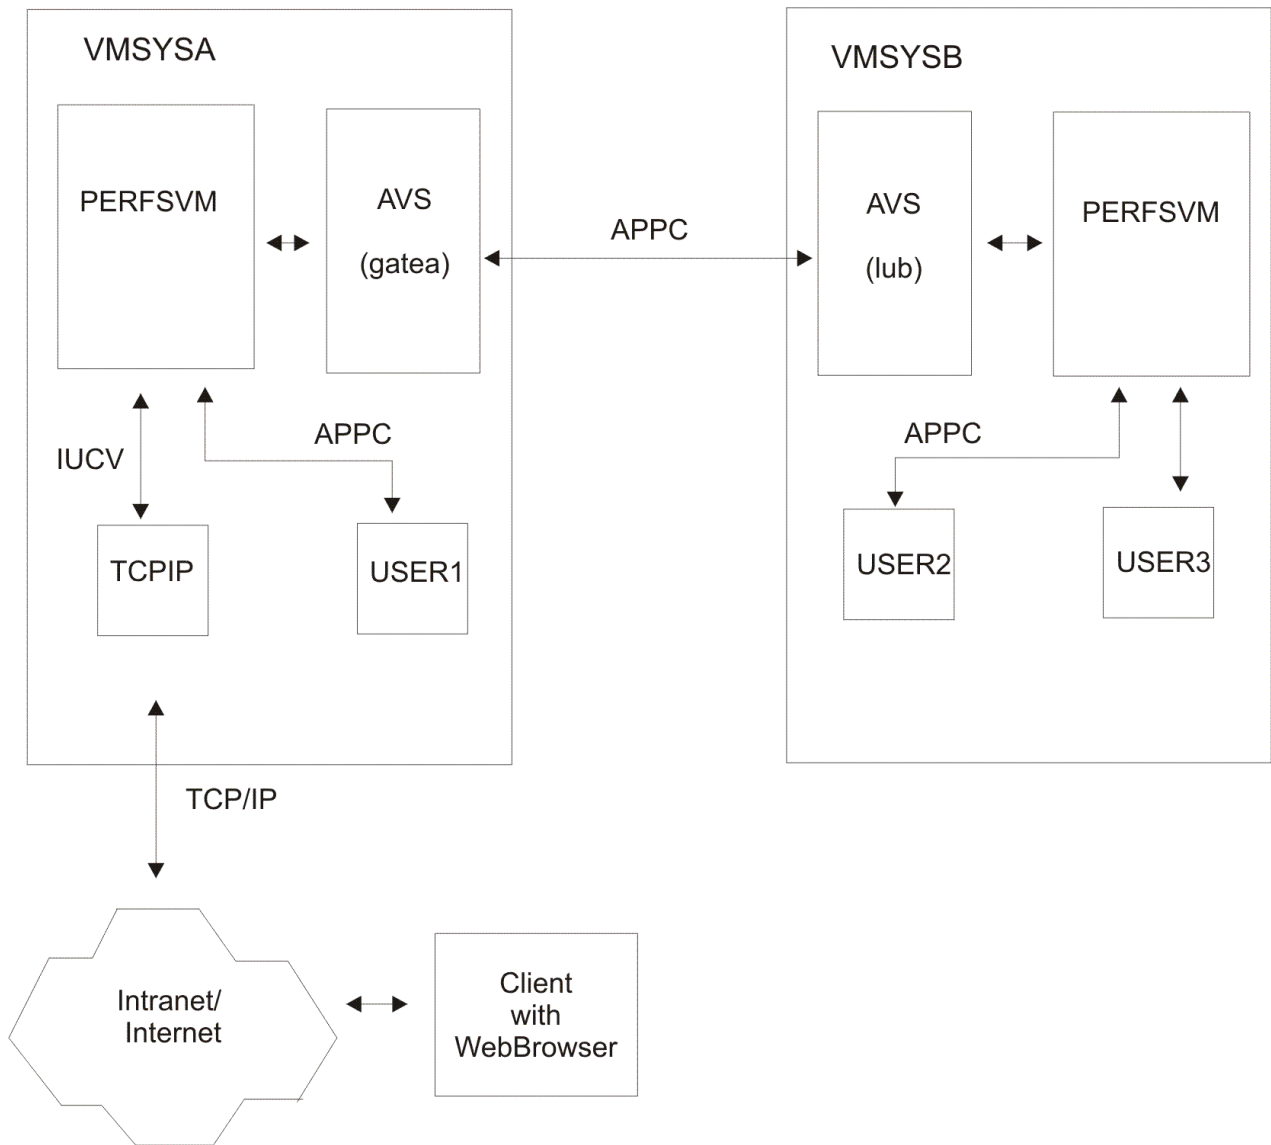 VMSYSA
PERFSVM
AVS
(gatea)
IUCV
APPC
TCPIP
USER1
APPC
VMSYSB
AVS
(lub)
PERFSVM
APPC
USER2
USER3
TCP/IP
Intranet/
Internet
Client
with
WebBrowser